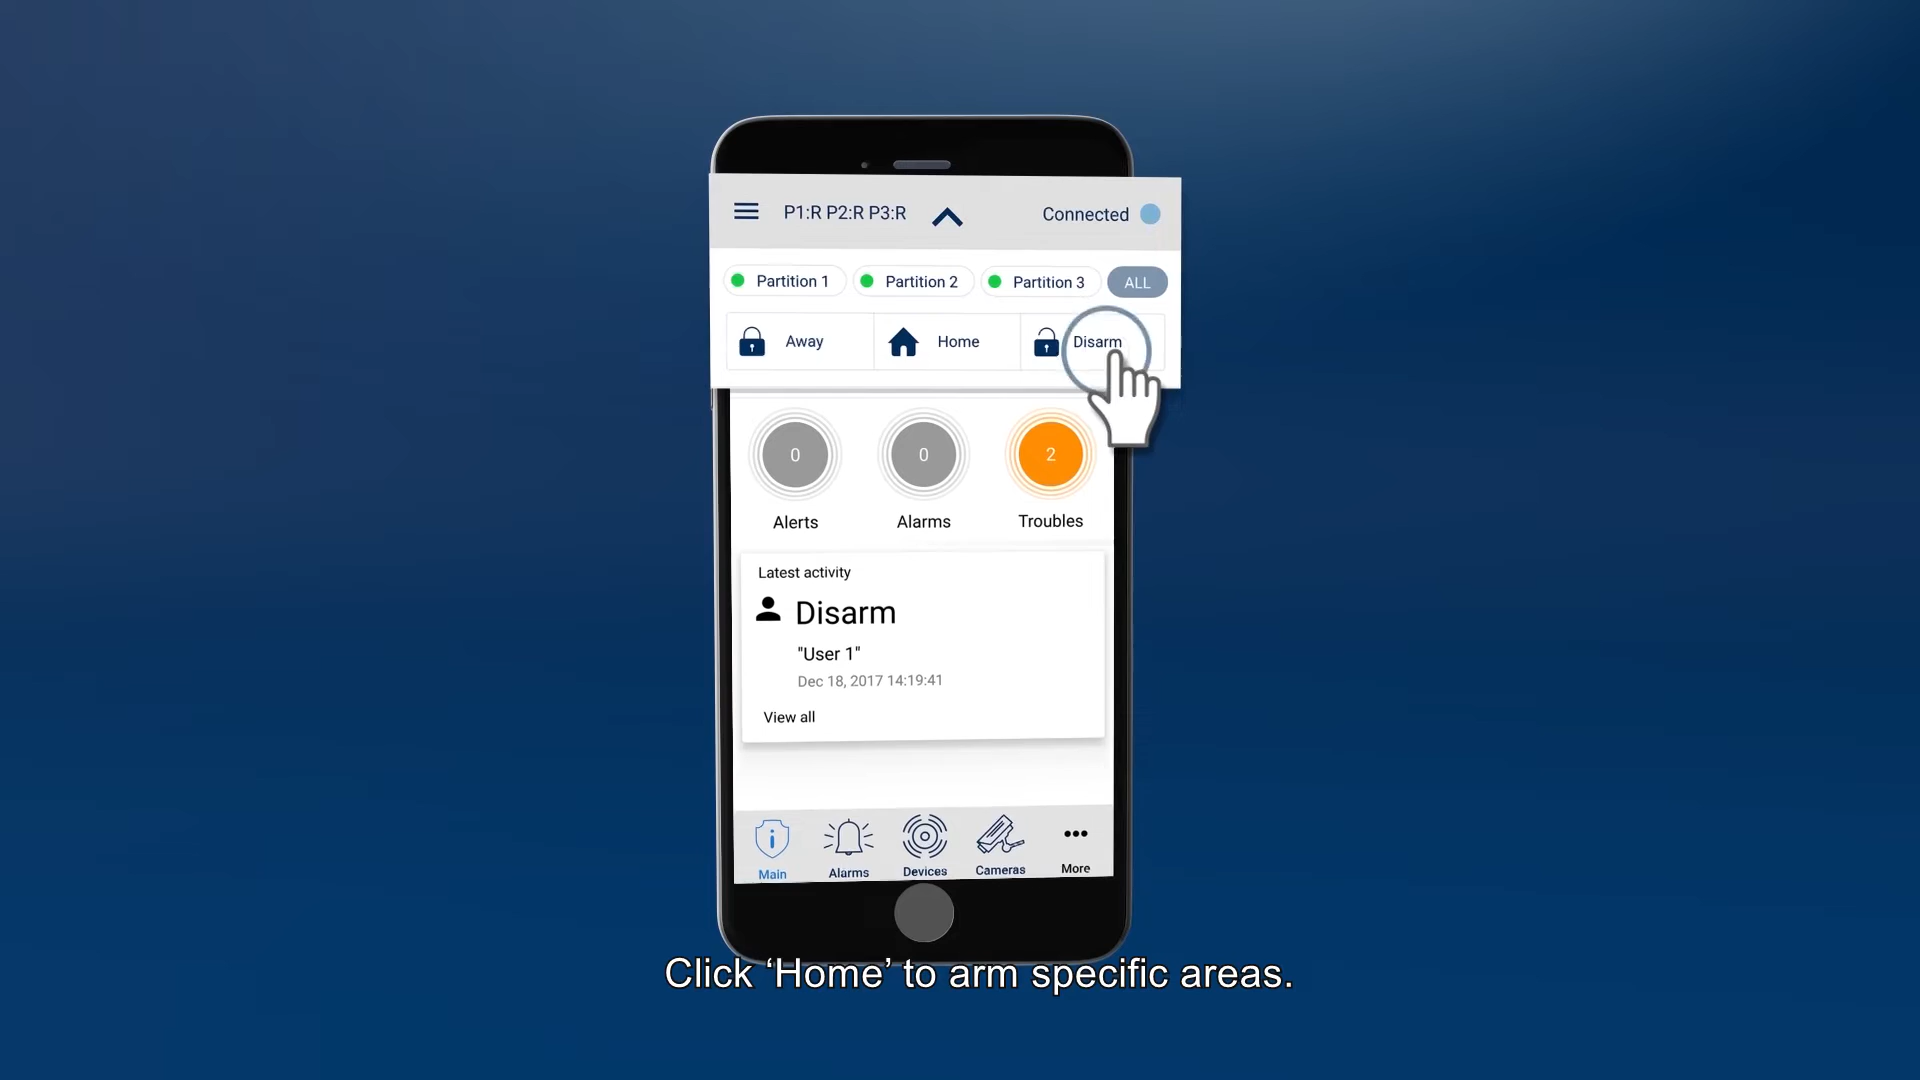 P1:R P2:R P3:R
Connected
Partition 1
Partition 2
Partition 3
ALL
Away
Home
Disarm
0
0
2
Alerts
Alarms
Troubles
Latest activity
Disarm
"User 1"
Dec 18, 2017 14:19:41
View all
Main
Alarms
Devices
Cameras
More
Click ‘Home’ to arm specific areas.